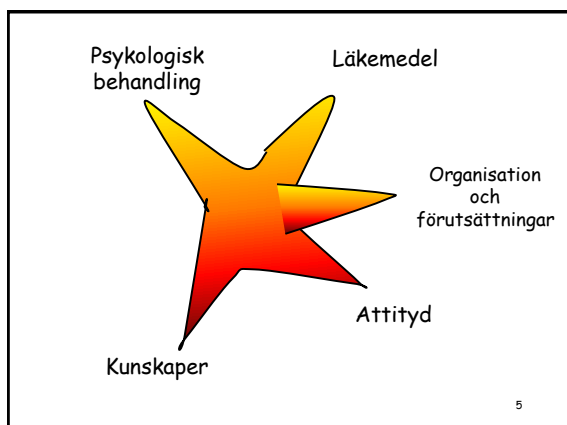 Psykologisk
behandling
Läkemedel
Organisation
och
förutsättningar
Attityd
Kunskaper
5